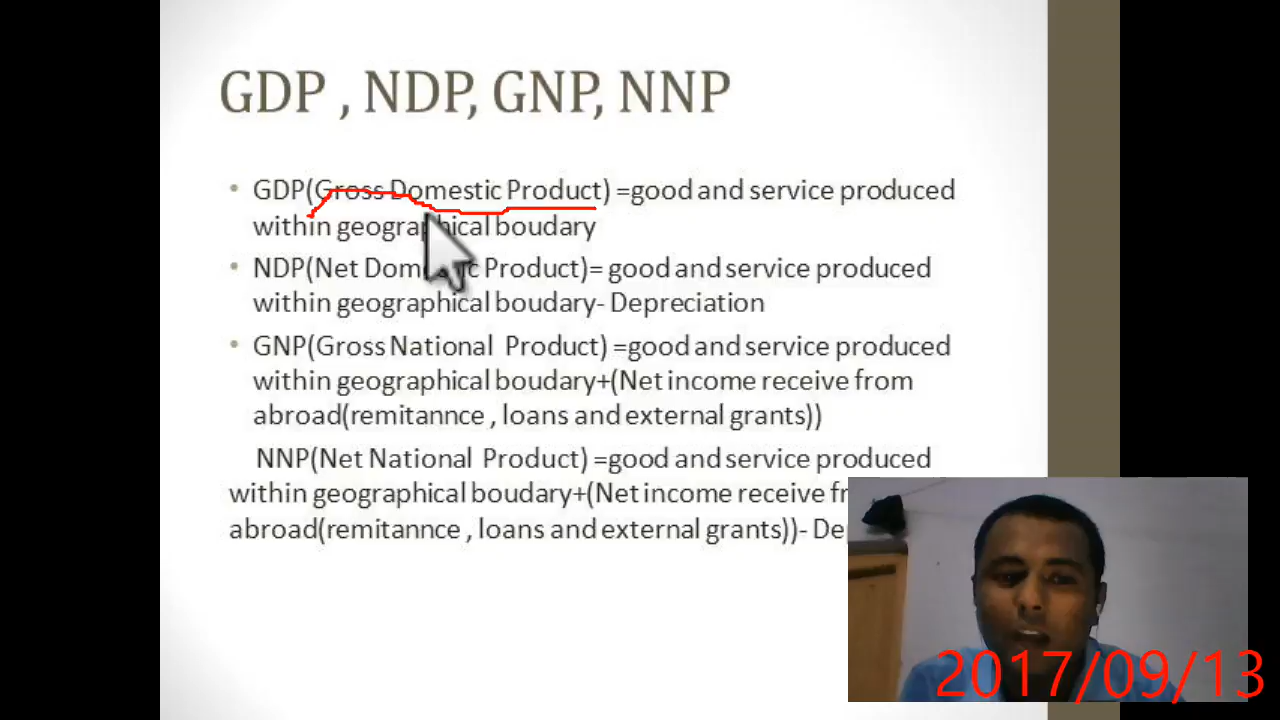 GDP , NDP, GNP, NNP
• GDP(Gross Domestic Product) =good and service produced
within geographical boudary
• NDP(Net Domestic Product)= good and service produced
within geographical boudary- Depreciation
• GNP(Gross National Product) =good and service produced
within geographical boudary+(Net income receive from
abroad(remitannce , loans and external grants))
NNP(Net National Product) =good and service produced
within geographical boudary+(Net income receive
abroad(remitannce , loans and external grants))-
2017/09/13